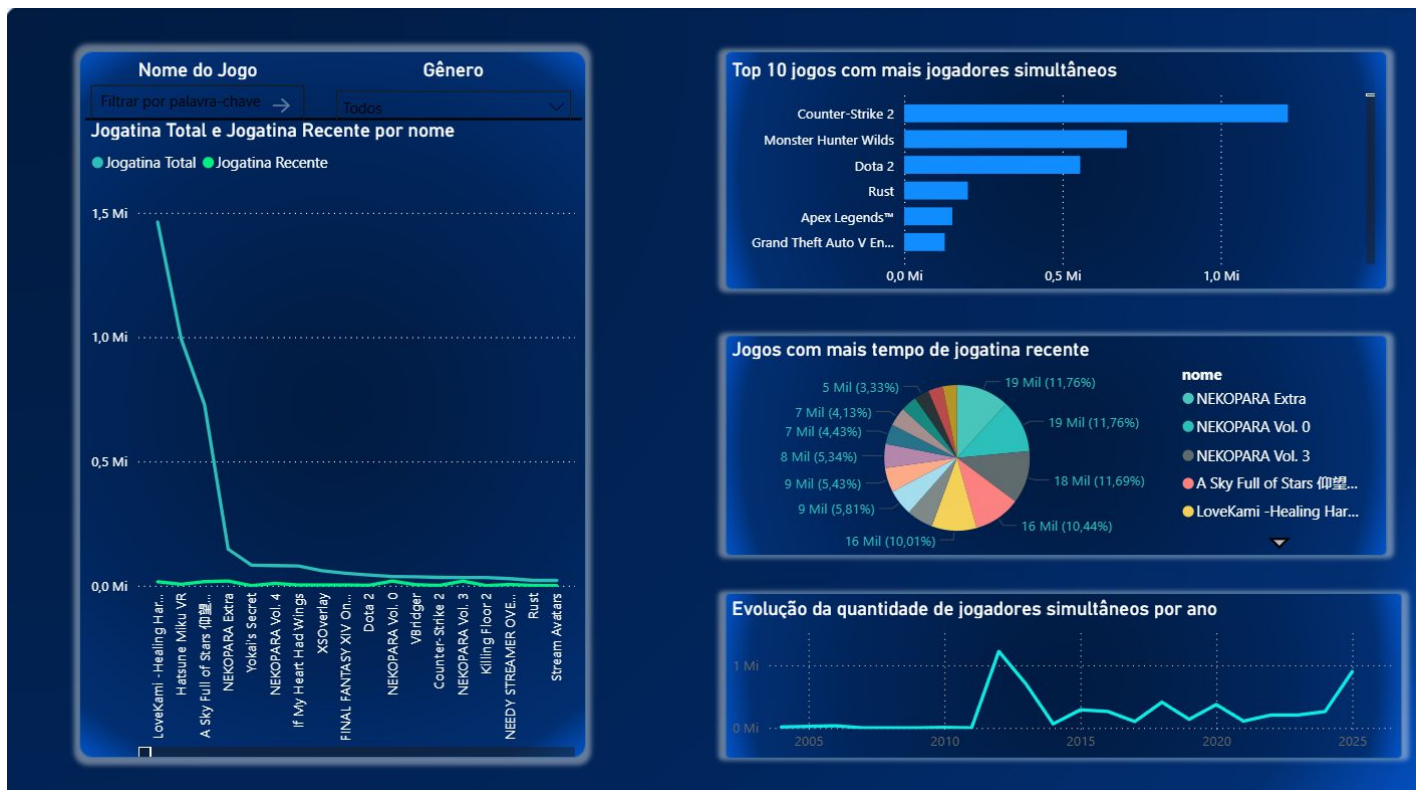 Nome do Jogo
Gênero
Filtrar por palavra-chave
Todos
Jogatina Total e Jogatina Recente por nome
Jogatina Total
Jogatina Recente
1,5 Mi
1,0 Mi
0,5 Mi
0,0 Mi
LoveKami -Healing Har...
Hatsune Miku VR
A Sky Full of Stars 仰望...
NEKOPARA Extra
Yokai's Secret
NEKOPARA Vol. 4
If My Heart Had Wings
XSOverlay
FINAL FANTASY XIV On...
Dota 2
NEKOPARA Vol. 0
VBridger
Counter-Strike 2
NEKOPARA Vol. 3
Killing Floor 2
NEEDY STREAMER OVE...
Rust
Stream Avatars
Top 10 jogos com mais jogadores simultâneos
Counter-Strike 2
Monster Hunter Wilds
Dota 2
Rust
Apex Legends™
Grand Theft Auto V En...
0,0 Mi
0,5 Mi
1,0 Mi
Jogos com mais tempo de jogatina recente
5 Mil (3,33%)
7 Mil (4,13%)
7 Mil (4,43%)
8 Mil (5,34%)
9 Mil (5,43%)
9 Mil (5,81%)
16 Mil (10,01%)
19 Mil (11,76%)
19 Mil (11,76%)
18 Mil (11,69%)
16 Mil (10,44%)
nome
NEKOPARA Extra
NEKOPARA Vol. 0
NEKOPARA Vol. 3
A Sky Full of Stars 仰望...
LoveKami -Healing Har...
Evolução da quantidade de jogadores simultâneos por ano
1 Mi
0 Mi
2005
2010
2015
2020
2025